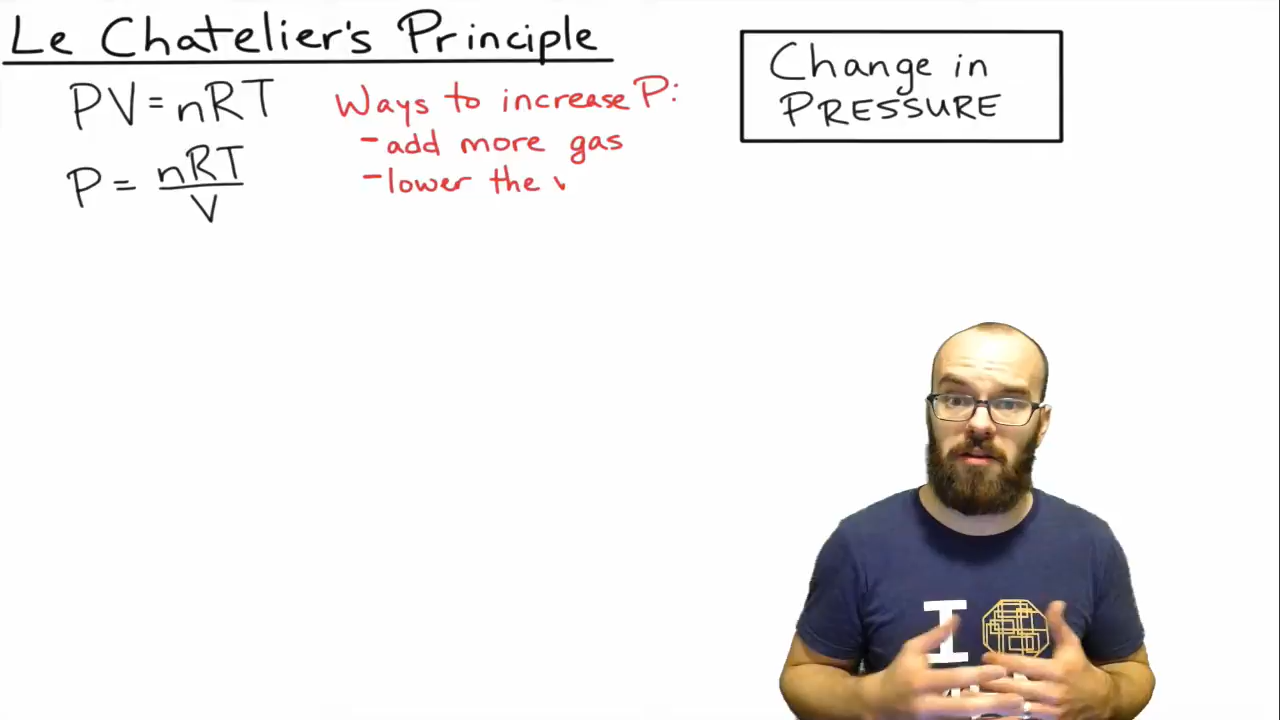 Le Chatelier's Principle
PV = nRT
P = nRT/V
Ways to increase P:
- add more gas
- lower the v
Change in
PRESSURE
I